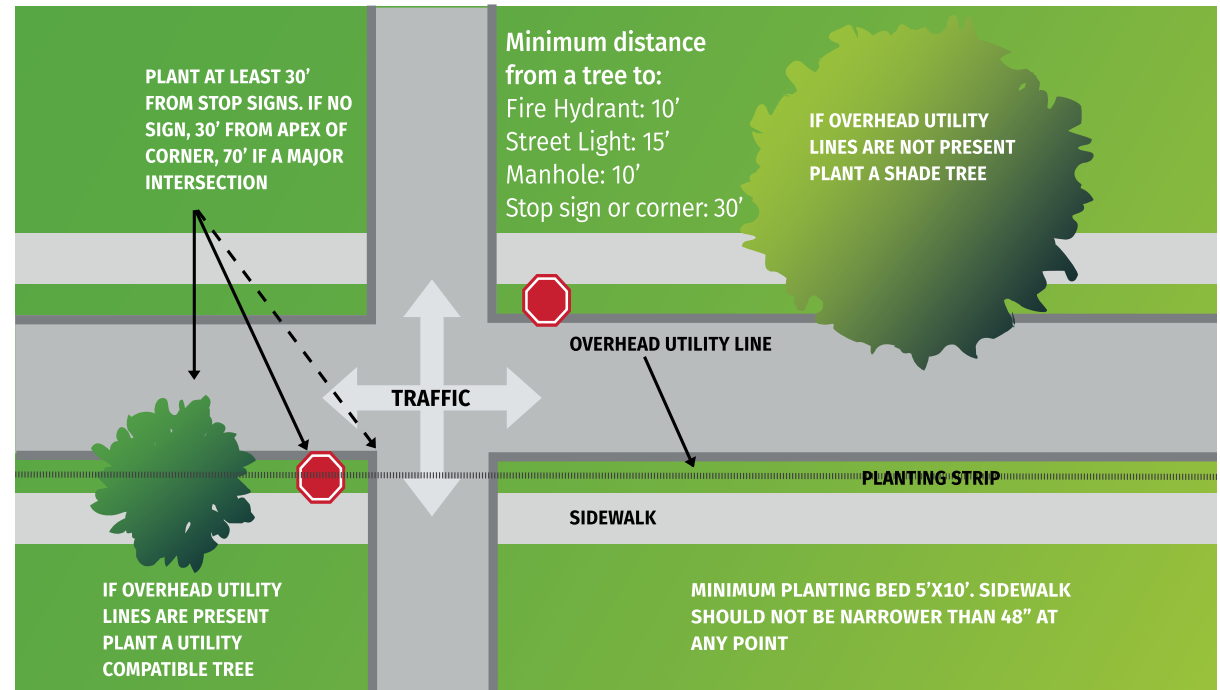 PLANT AT LEAST 30’
FROM STOP SIGNS. IF NO
SIGN, 30’ FROM APEX OF
CORNER, 70’ IF A MAJOR
INTERSECTION
Minimum distance
from a tree to:
Fire Hydrant: 10’
Street Light: 15’
Manhole: 10’
Stop sign or corner: 30’
IF OVERHEAD UTILITY
LINES ARE NOT PRESENT
PLANT A SHADE TREE
OVERHEAD UTILITY LINE
TRAFFIC
PLANTING STRIP
SIDEWALK
IF OVERHEAD UTILITY
LINES ARE PRESENT
PLANT A UTILITY
COMPATIBLE TREE
MINIMUM PLANTING BED 5’X10’. SIDEWALK
SHOULD NOT BE NARROWER THAN 48” AT
ANY POINT